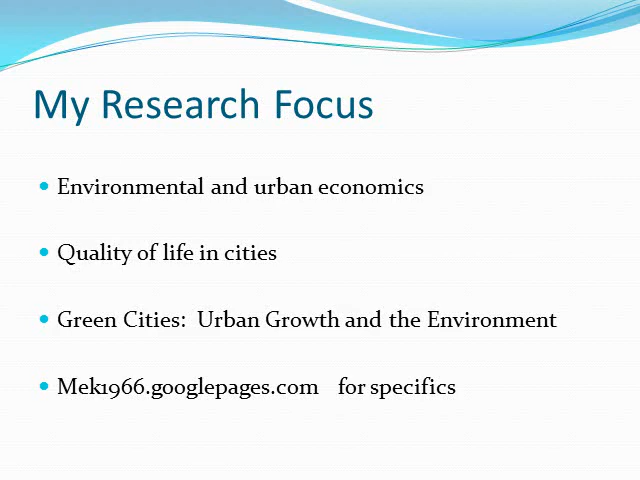 My Research Focus
Environmental and urban economics
Quality of life in cities
Green Cities:  Urban Growth and the Environment
Mek1966.googlepages.com   for specifics